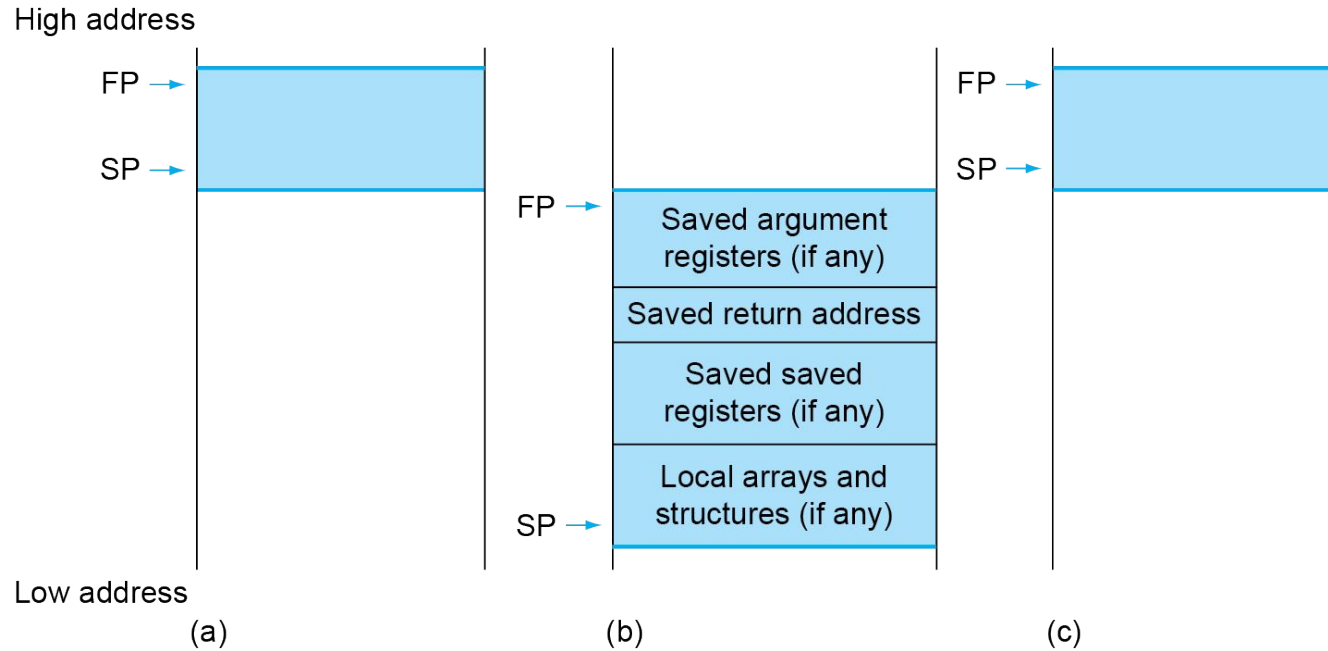 High address
FP
SP
FP
Saved argument
registers (if any)
Saved return address
Saved saved
registers (if any)
Local arrays and
structures (if any)
SP
FP
SP
Low address
(a)
(b)
(c)